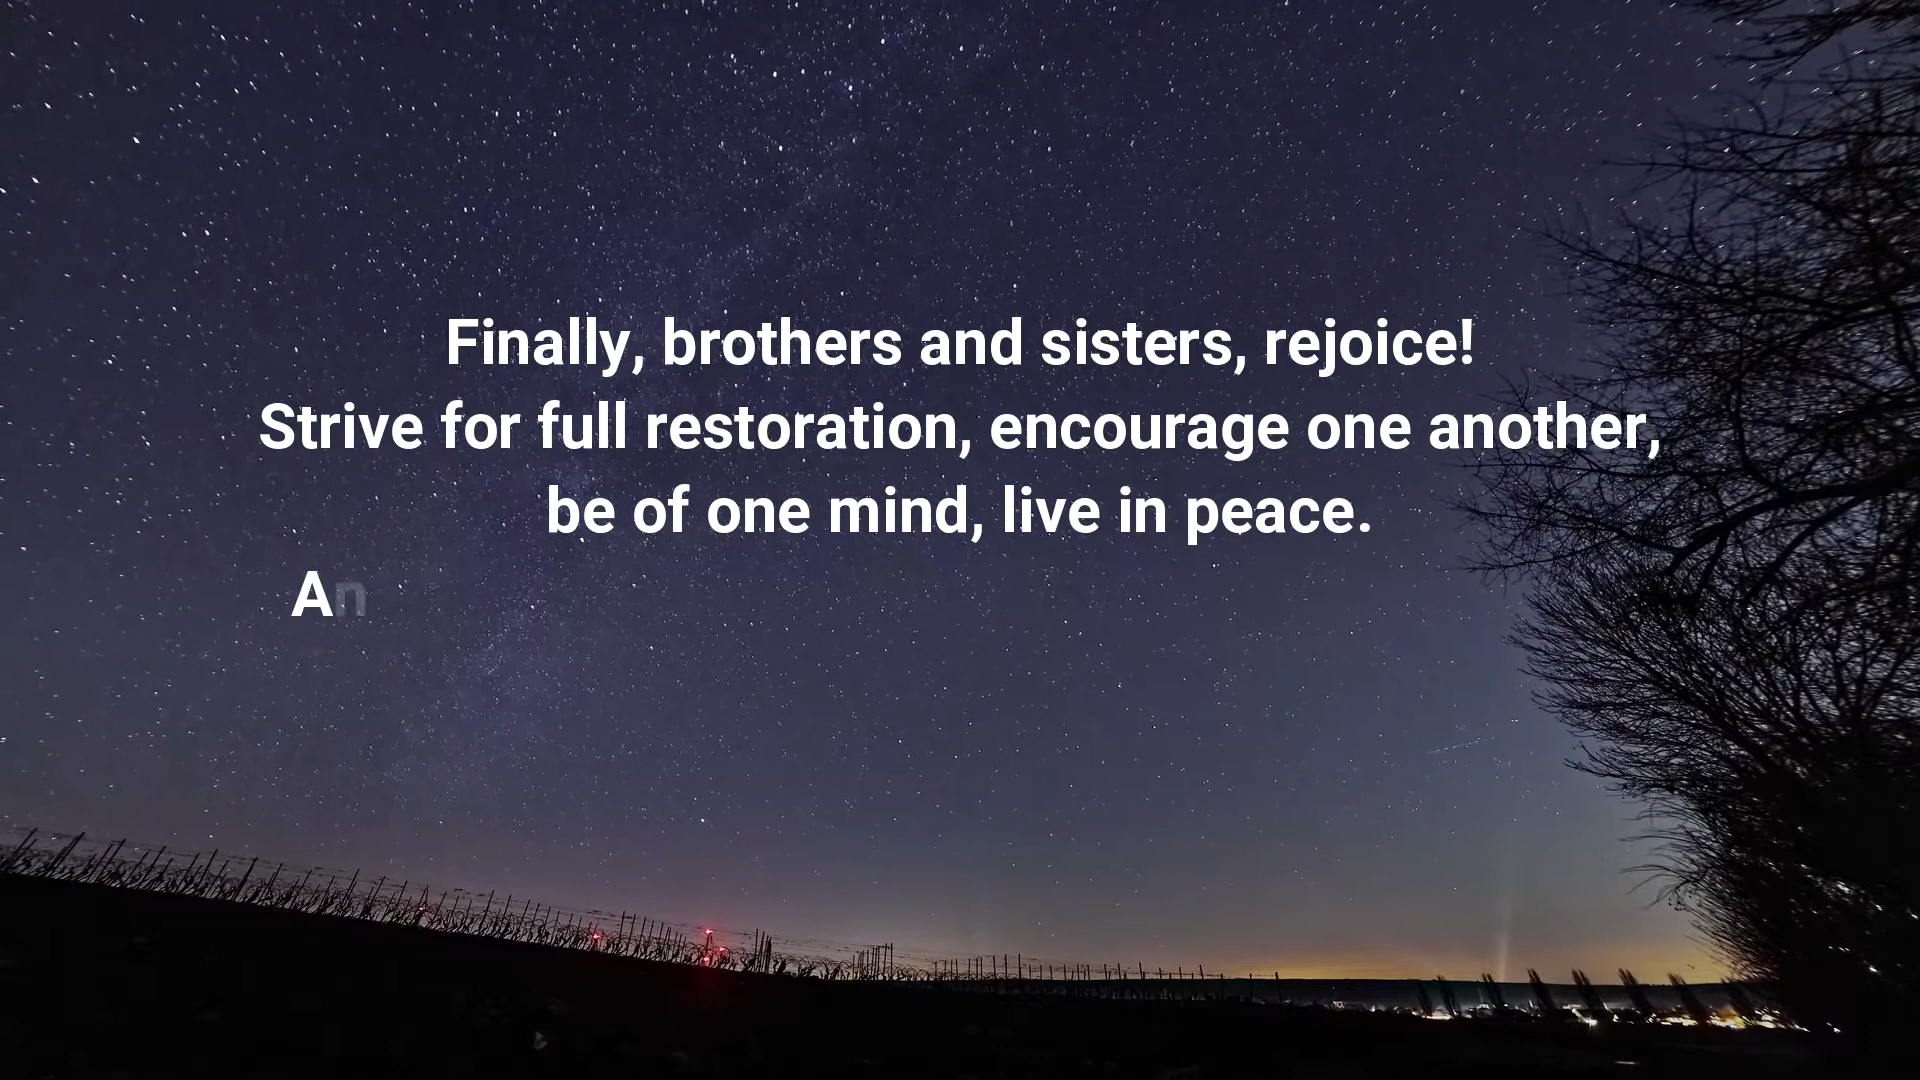 Finally, brothers and sisters, rejoice!
Strive for full restoration, encourage one another,
be of one mind, live in peace.
An